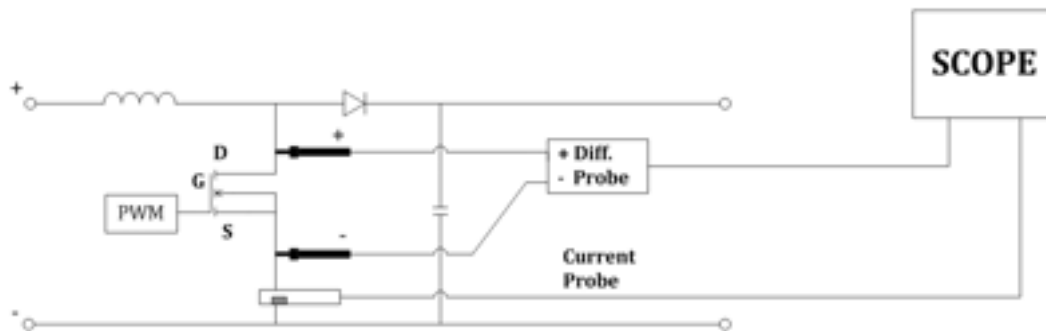 SCOPE
+
+
D
+ Diff.
- Probe
G
PWM
S
-
Current
Probe
-